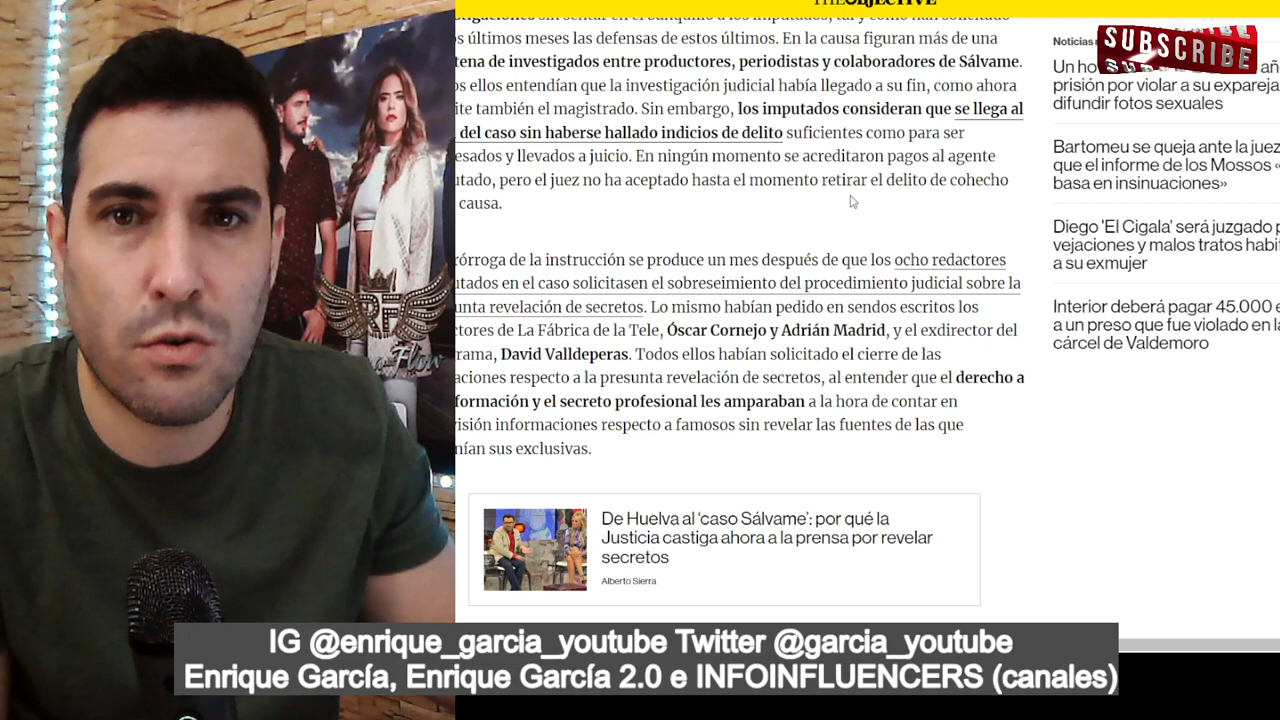 THEOBJECTIVE
os últimos meses las defensas de estos últimos. En la causa figuran más de una
tena de investigados entre productores, periodistas y colaboradores de Sálvame.
os ellos entendían que la investigación judicial había llegado a su fin, como ahora
ite también el magistrado. Sin embargo, los imputados consideran que se llega al
del caso sin haberse hallado indicios de delito suficientes como para ser
esados y llevados a juicio. En ningún momento se acreditaron pagos al agente
utado, pero el juez no ha aceptado hasta el momento retirar el delito de cohecho
causa.
rórroga de la instrucción se produce un mes después de que los ocho redactores
utados en el caso solicitasen el sobreseimiento del procedimiento judicial sobre la
unta revelación de secretos. Lo mismo habían pedido en sendos escritos los
ctores de La Fábrica de la Tele, Óscar Cornejo y Adrián Madrid, y el exdirector del
rama, David Valldeperas. Todos ellos habían solicitado el cierre de las
aciones respecto a la presunta revelación de secretos, al entender que el derecho a
formación y el secreto profesional les amparaban a la hora de contar en
visión informaciones respecto a famosos sin revelar las fuentes de las que
nían sus exclusivas.
De Huelva al ‘caso Sálvame’: por qué la
Justicia castiga ahora a la prensa por revelar
secretos
Alberto Sierra
Noticias
SUBSCRIBE
Un ho
prisión por violar a su expareja
difundir fotos sexuales
Bartomeu se queja ante la juez
que el informe de los Mossos «
basa en insinuaciones»
Diego 'El Cigala' será juzgado p
vejaciones y malos tratos habi
a su exmujer
Interior deberá pagar 45.000 e
a un preso que fue violado en la
cárcel de Valdemoro
RF
Flow
IG @enrique_garcia_youtube Twitter @garcia_youtube
Enrique García, Enrique García 2.0 e INFOINFLUENCERS (canales)